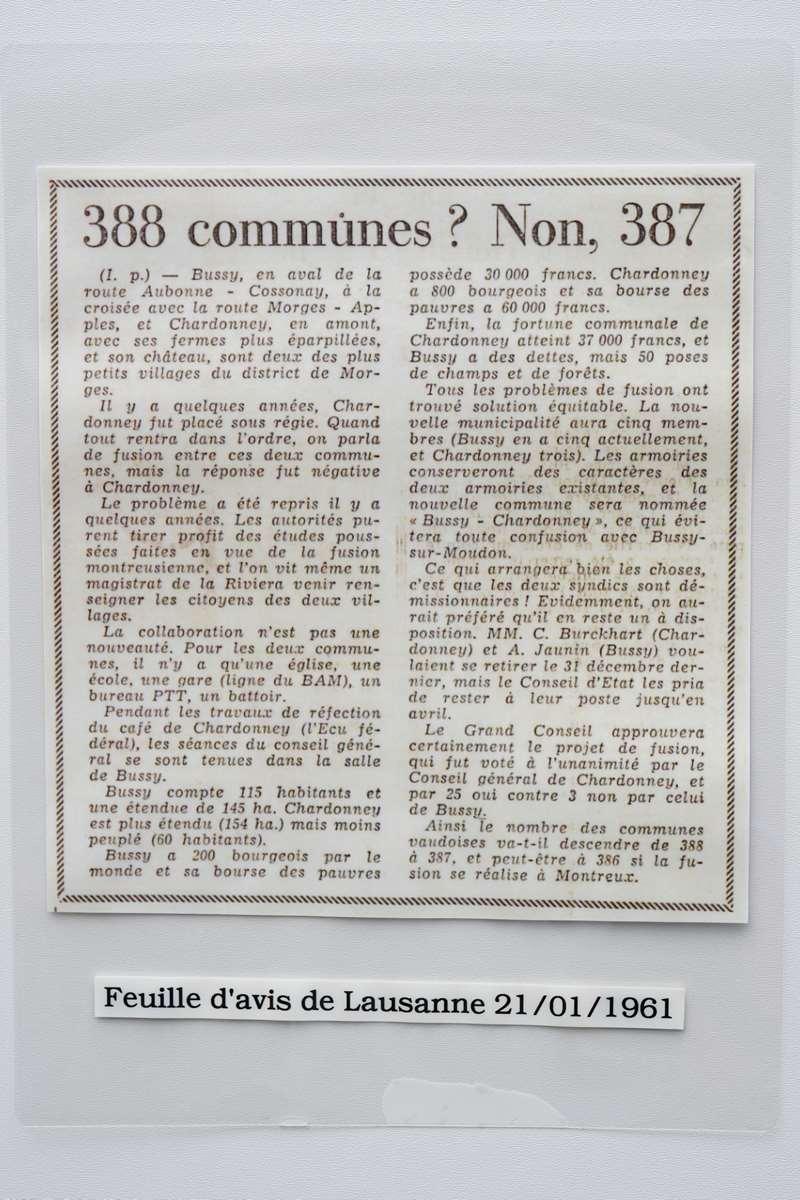 388 communes ? Non, 387
(I. p.) — Bussy, en aval de la
route Aubonne - Cossonay, à la
croisée avec la route Morges - Ap-
ples, et Chardonney, en amont,
avec ses fermes plus éparpillées,
et son château, sont deux des plus
petits villages du district de Mor-
ges.
Il y a quelques années, Char-
donney fut placé sous régie. Quand
tout rentra dans l'ordre, on parla
de fusion entre ces deux commu-
nes, mais la réponse fut négative
à Chardonney.
Le problème a été repris il y a
quelques années. Les autorités pu-
rent tirer profit des études pous-
sées faites en vue de la fusion
montreusienne, et l'on vit même un
magistrat de la Riviera venir ren-
seigner les citoyens des deux vil-
lages.
La collaboration n'est pas une
nouveauté. Pour les deux commu-
nes, il n'y a qu'une église, une
école, une gare (ligne du BAM), un
bureau PTT, un battoir.
Pendant les travaux de réfection
du café de Chardonney (l'Ecu fé-
déral), les séances du conseil géné-
ral se sont tenues dans la salle
de Bussy.
Bussy compte 115 habitants et
une étendue de 145 ha. Chardonney
est plus étendu (154 ha.) mais moins
peuplé (60 habitants).
Bussy a 200 bourgeois par le
monde et sa bourse des pauvres
possède 30 000 francs. Chardonney
a 800 bourgeois et sa bourse des
pauvres a 60 000 francs.
Enfin, la fortune communale de
Chardonney atteint 37 000 francs, et
Bussy a des dettes, mais 50 poses
de champs et de forêts.
Tous les problèmes de fusion ont
trouvé solution équitable. La nou-
velle municipalité aura cinq mem-
bres (Bussy en a cinq actuellement,
et Chardonney trois). Les armoiries
conserveront des caractères des
deux armoiries existantes, et la
nouvelle commune sera nommée
« Bussy - Chardonney », ce qui évi-
tera toute confusion avec Bussy-
sur-Moudon.
Ce qui arrangera bien les choses,
c'est que les deux syndics sont dé-
missionnaires ! Evidemment, on au-
rait préféré qu'il en reste un à dis-
position. MM. C. Burckhart (Char-
donney) et A. Jaunin (Bussy) vou-
laient se retirer le 31 décembre der-
nier, mais le Conseil d'Etat les pria
de rester à leur poste jusqu'en
avril.
Le Grand Conseil approuvera
certainement le projet de fusion,
qui fut voté à l'unanimité par le
Conseil général de Chardonney, et
par 25 oui contre 3 non par celui
de Bussy.
Ainsi le nombre des communes
vaudoises va-t-il descendre de 388
à 387, et peut-être à 386 si la fu-
sion se réalise à Montreux.
Feuille d'avis de Lausanne 21/01/1961